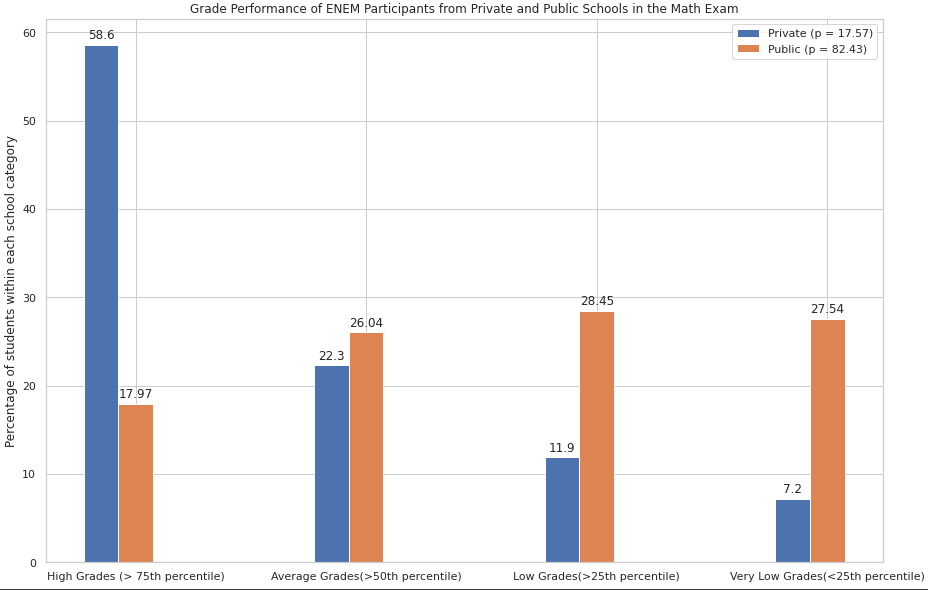 Grade Performance of ENEM Participants from Private and Public Schools in the Math Exam
Private (p = 17.57)
Public (p = 82.43)
Percentage of students within each school category
60
50
40
30
20
10
0
58.6
17.97
22.3
26.04
11.9
28.45
7.2
27.54
High Grades (> 75th percentile)
Average Grades(>50th percentile)
Low Grades(>25th percentile)
Very Low Grades(<25th percentile)